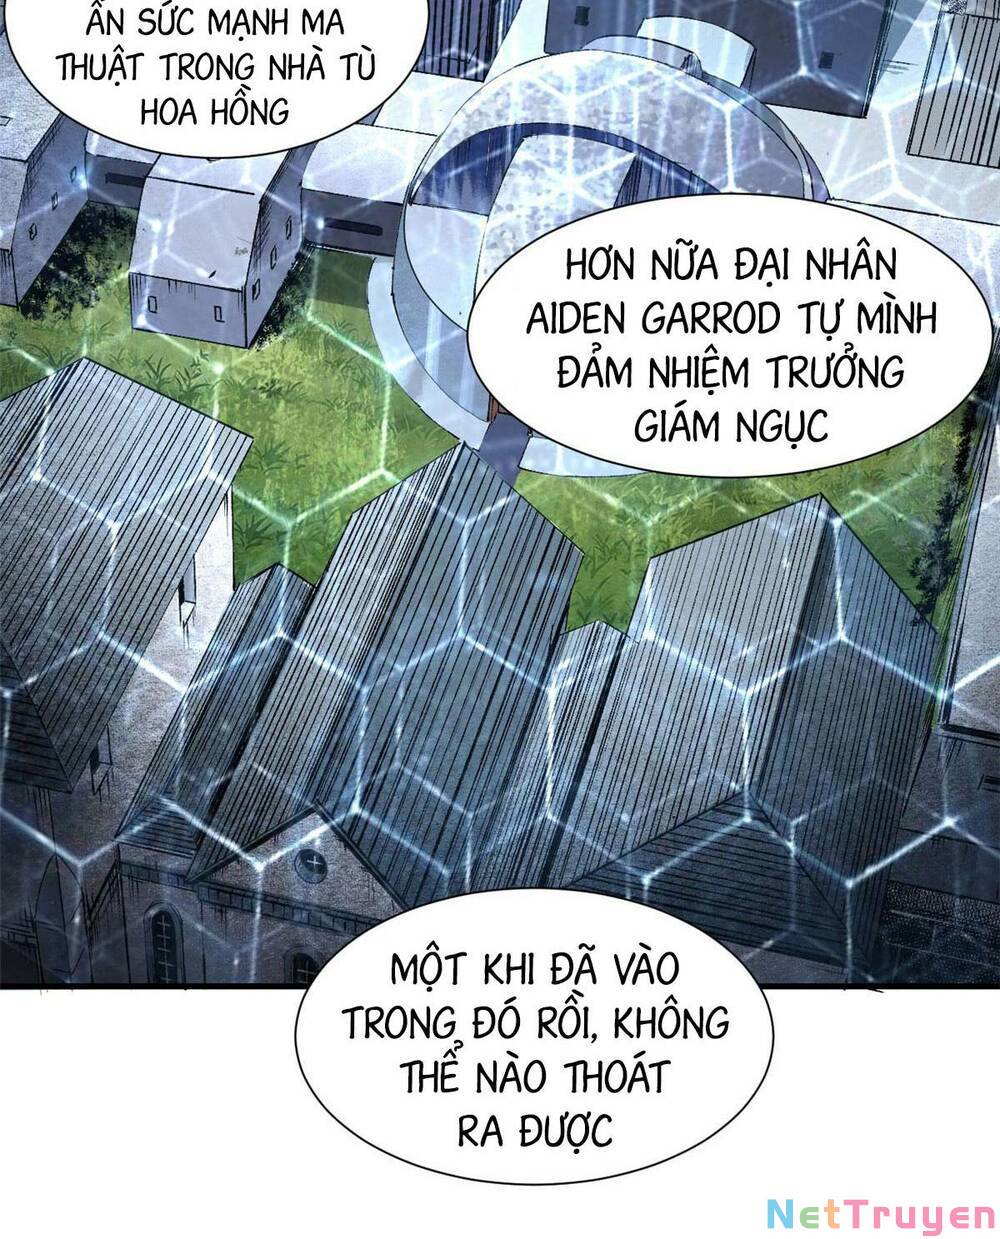 ẤN SỨC MẠNH MA
THUẬT TRONG NHÀ TÙ
HOA HỒNG
HƠN NỮA ĐẠI NHÂN
AIDEN GARROD TỰ MÌNH
ĐẢM NHIỆM TRƯỞNG
GIÁM NGỤC
MỘT KHI ĐÃ VÀO
TRONG ĐÓ RỒI, KHÔNG
THỂ NÀO THOÁT
RA ĐƯỢC
NetTruyen